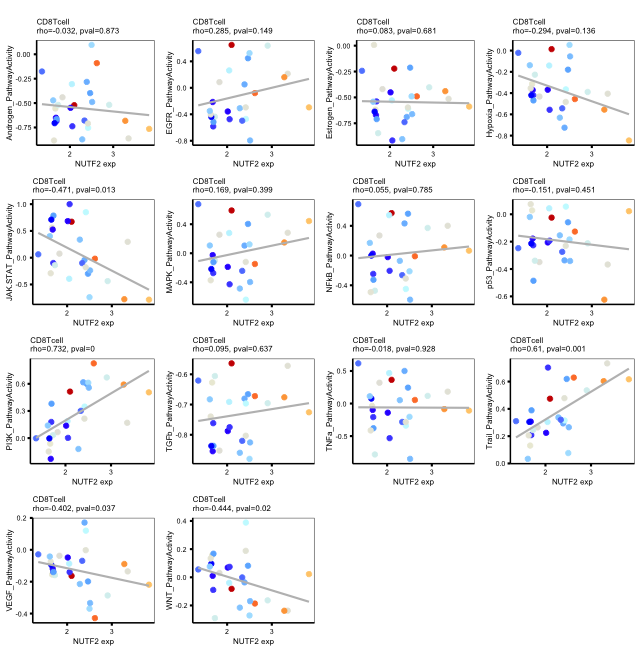 CD8Tcell
rho=-0.032, pval=0.873
Androgen_PathwayActivity
0.00
-0.25
-0.50
-0.75
2
3
NUTF2 exp
CD8Tcell
rho=0.285, pval=0.149
EGFR_PathwayActivity
0.4
0.0
-0.4
-0.8
2
3
NUTF2 exp
CD8Tcell
rho=0.083, pval=0.681
Estrogen_PathwayActivity
0.00
-0.25
-0.50
-0.75
2
3
NUTF2 exp
CD8Tcell
rho=-0.294, pval=0.136
Hypoxia_PathwayActivity
0.0
-0.2
-0.4
-0.6
-0.8
2
3
NUTF2 exp
CD8Tcell
rho=-0.471, pval=0.013
JAK.STAT_PathwayActivity
1.0
0.5
0.0
-0.5
2
3
NUTF2 exp
CD8Tcell
rho=0.169, pval=0.399
MAPK_PathwayActivity
0.4
0.0
-0.4
2
3
NUTF2 exp
CD8Tcell
rho=0.055, pval=0.785
NFkB_PathwayActivity
0.4
0.0
-0.4
2
3
NUTF2 exp
CD8Tcell
rho=-0.151, pval=0.451
p53_PathwayActivity
0.0
-0.2
-0.4
-0.6
2
3
NUTF2 exp
CD8Tcell
rho=0.732, pval=0
PI3K_PathwayActivity
0.6
0.3
0.0
2
3
NUTF2 exp
CD8Tcell
rho=0.095, pval=0.637
TGFb_PathwayActivity
-0.6
-0.7
-0.8
2
3
NUTF2 exp
CD8Tcell
rho=-0.018, pval=0.928
TNFa_PathwayActivity
0.5
0.0
-0.5
2
3
NUTF2 exp
CD8Tcell
rho=0.61, pval=0.001
Trail_PathwayActivity
0.6
0.4
0.2
0.0
2
3
NUTF2 exp
CD8Tcell
rho=-0.402, pval=0.037
VEGF_PathwayActivity
0.2
0.0
-0.2
-0.4
2
3
NUTF2 exp
CD8Tcell
rho=-0.444, pval=0.02
WNT_PathwayActivity
0.4
0.2
0.0
-0.2
2
3
NUTF2 exp